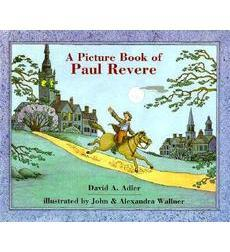 A Picture Book of
Paul Revere
David A. Adler
illustrated by John & Alexandra Wallner